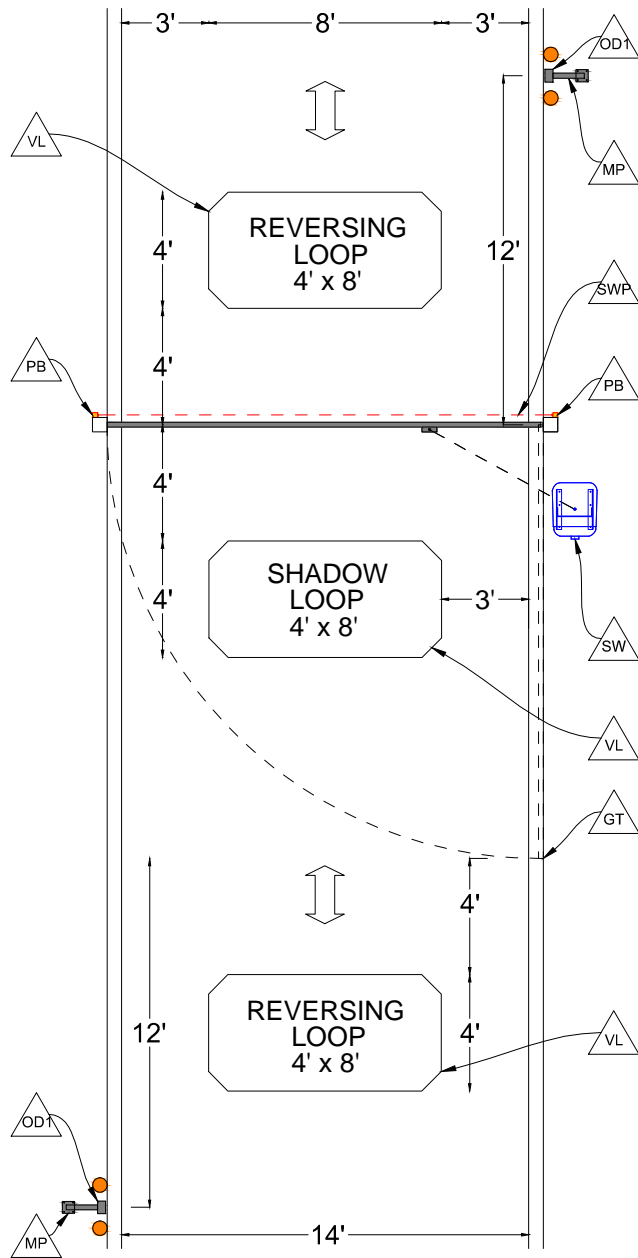 3'
8'
3'
OD1
VL
MP
REVERSING
LOOP
4' x 8'
4'
12'
SWP
4'
PB
PB
4'
SHADOW
LOOP
4' x 8'
4'
3'
SW
VL
GT
4'
REVERSING
LOOP
4' x 8'
12'
4'
VL
OD1
MP
14'